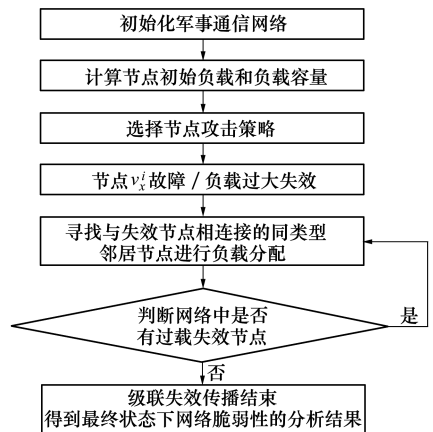 初始化军事通信网络
计算节点初始负载和负载容量
选择节点攻击策略
节点 v_x^i 故障 / 负载过大失效
寻找与失效节点相连接的同类型
邻居节点进行负载分配
判断网络中是否
有过载失效节点
是
否
级联失效传播结束
得到最终状态下网络脆弱性的分析结果